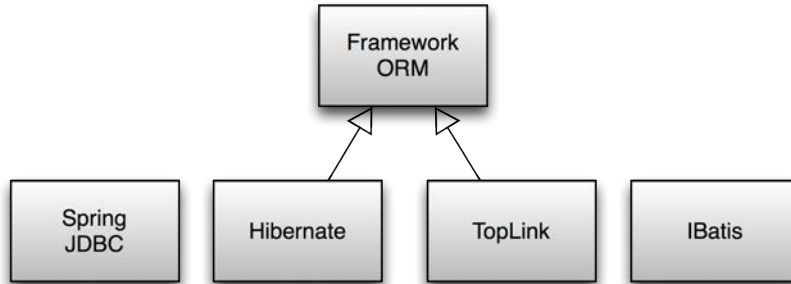 Framework
ORM
Spring
JDBC
Hibernate
TopLink
IBatis